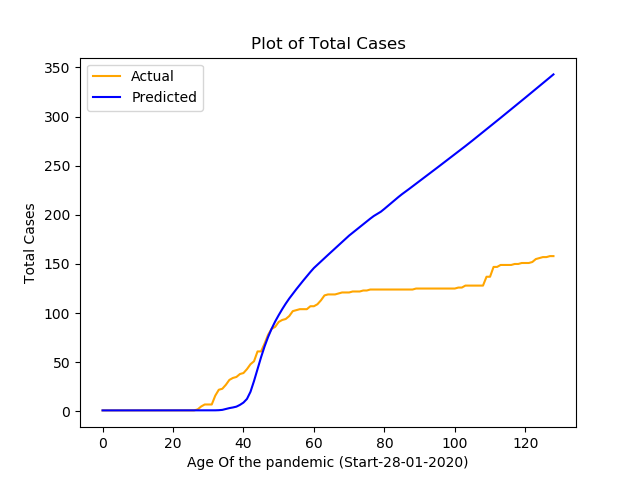 Plot of Total Cases
Actual
Predicted
350
300
250
200
150
100
50
0
Total Cases
0 20 40 60 80 100 120
Age Of the pandemic (Start-28-01-2020)